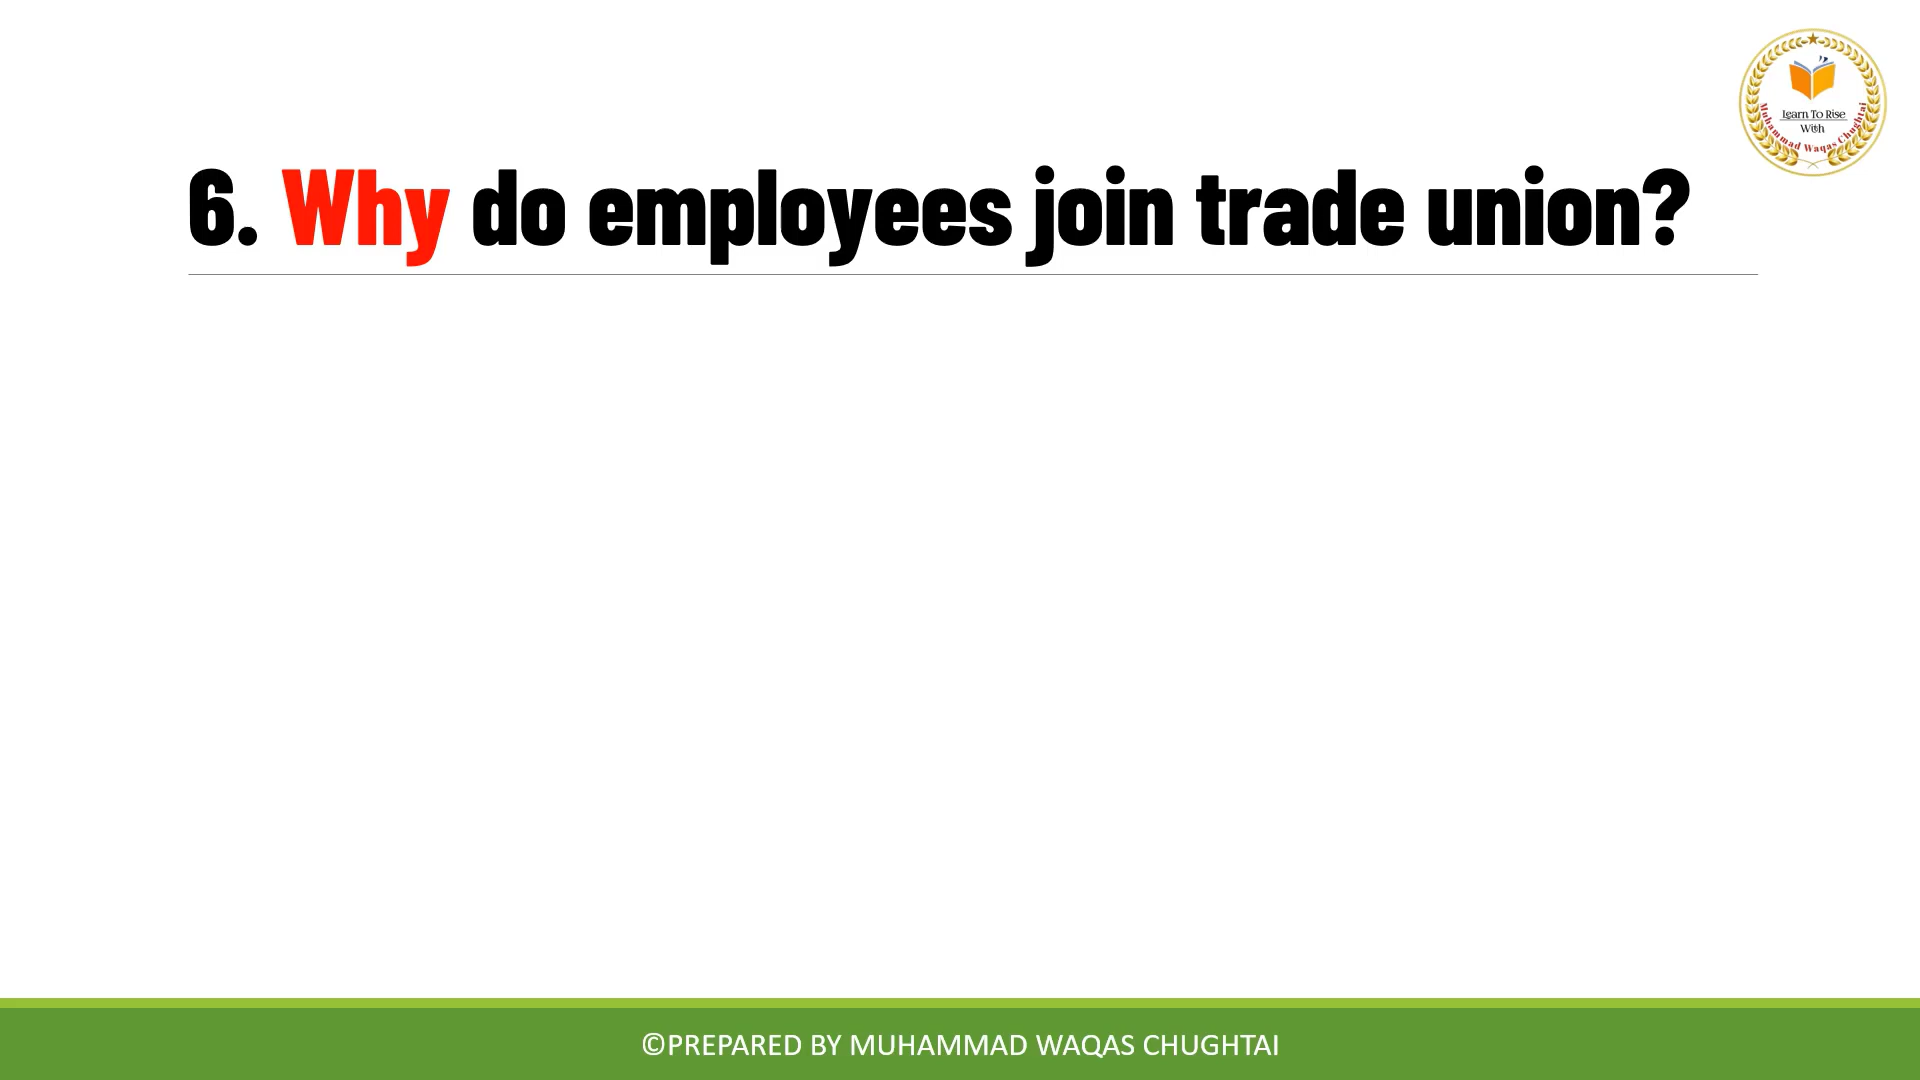 Learn To Rise
With
Muhammad Waqas Chughtai
6. Why do employees join trade union?
©PREPARED BY MUHAMMAD WAQAS CHUGHTAI